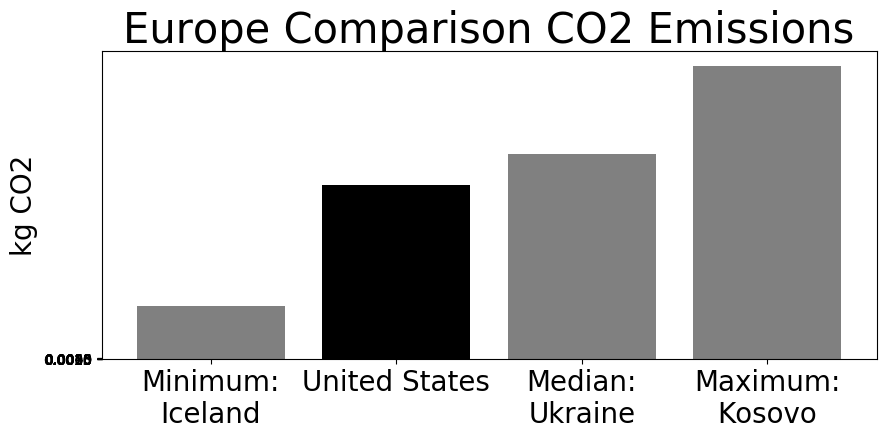 Europe Comparison CO2 Emissions
kg CO2
Minimum:
Iceland
United States
Median:
Ukraine
Maximum:
Kosovo